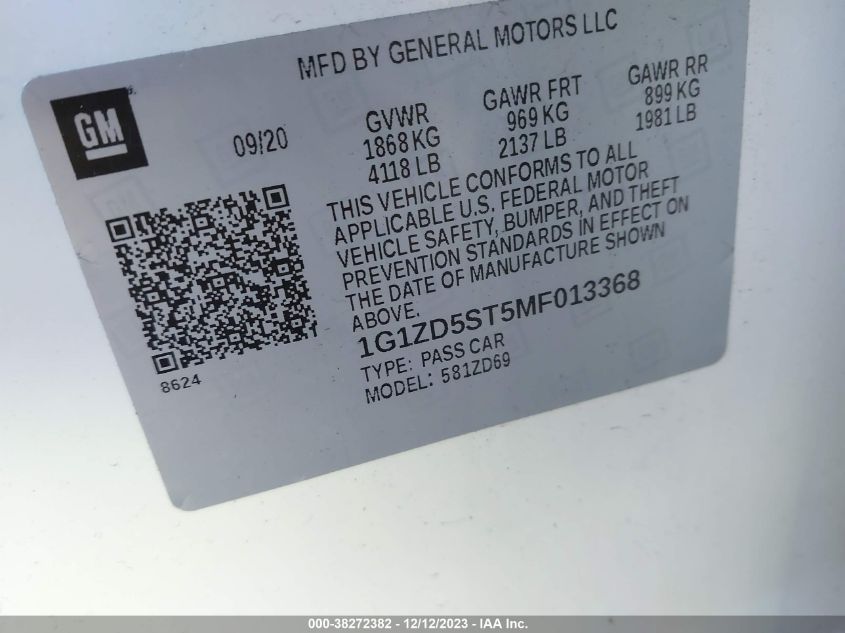 MFD BY GENERAL MOTORS LLC
GM
09/20
GVWR
1868 KG
4118 LB
GAWR FRT
969 KG
2137 LB
GAWR RR
899 KG
1981 LB
THIS VEHICLE CONFORMS TO ALL
APPLICABLE U.S. FEDERAL MOTOR
VEHICLE SAFETY, BUMPER, AND THEFT
PREVENTION STANDARDS IN EFFECT ON
THE DATE OF MANUFACTURE SHOWN
ABOVE.
1G1ZD5ST5MF013368
TYPE: PASS CAR
MODEL: 581ZD69
8624
000-38272382 - 12/12/2023 - IAA Inc.